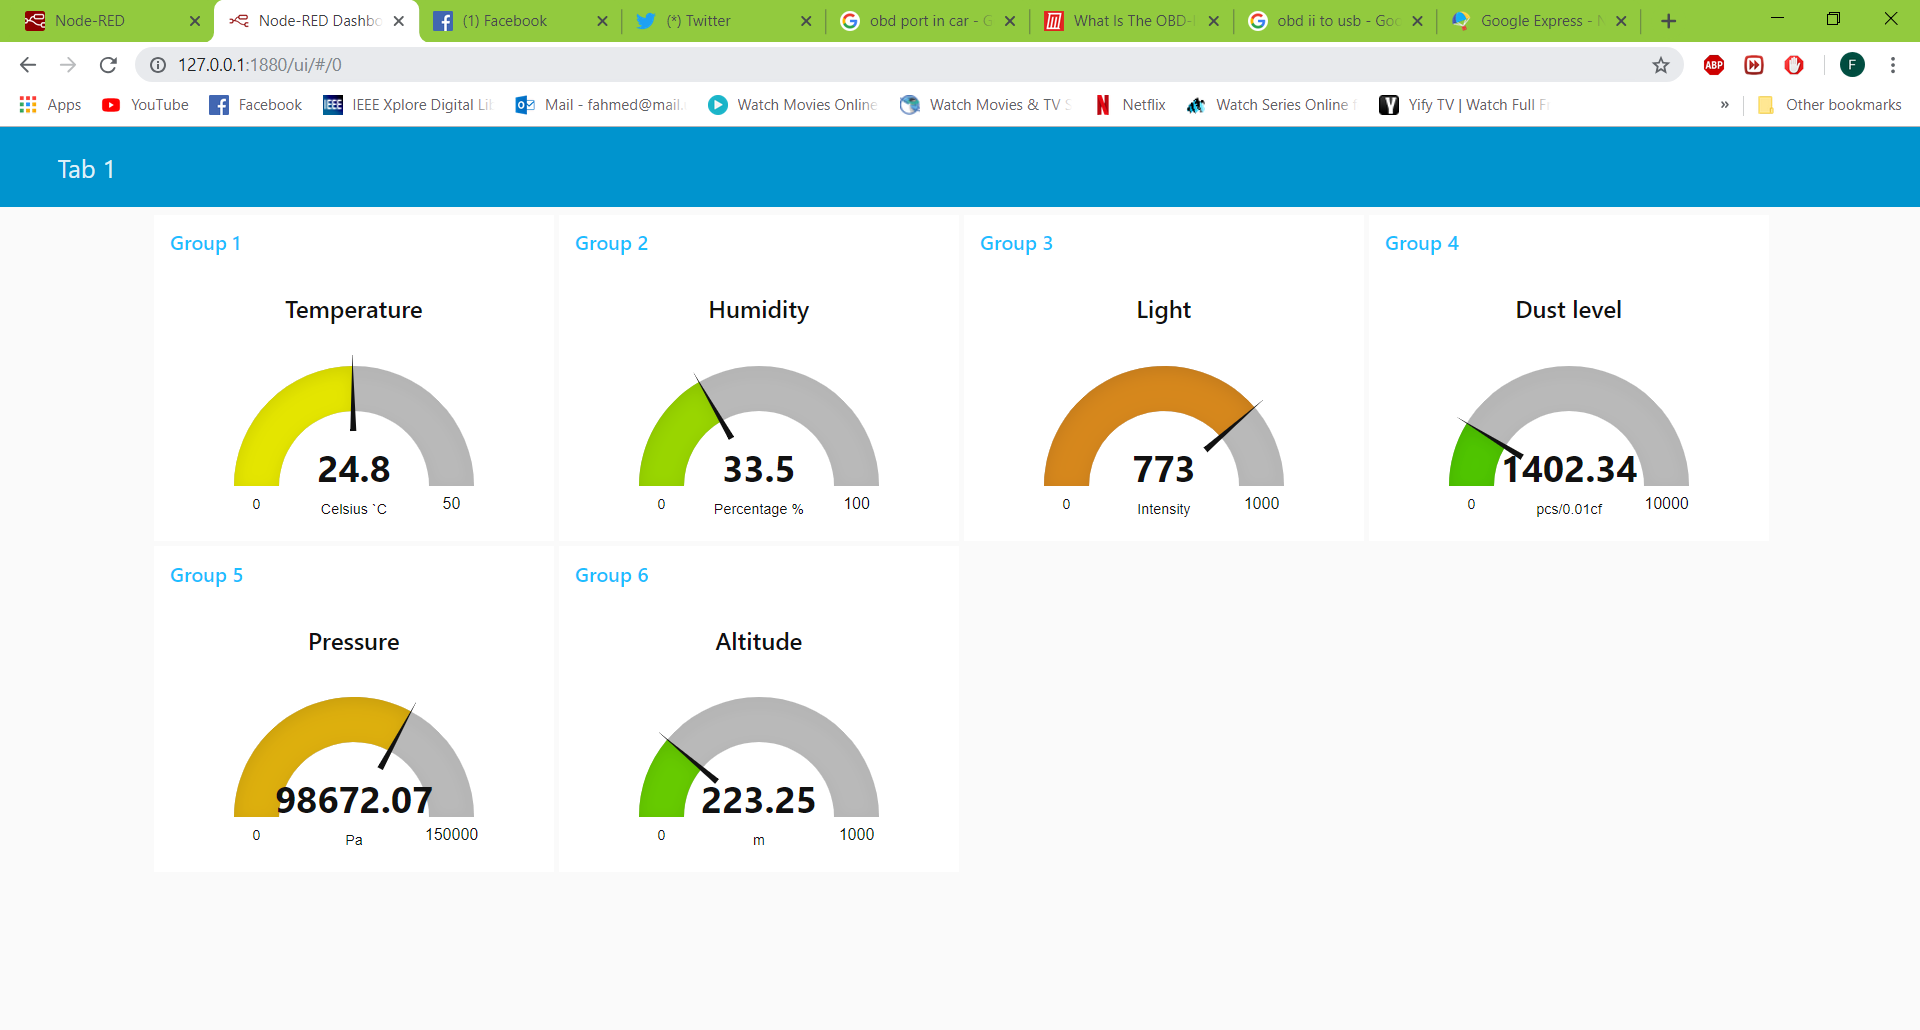 Node-RED
Node-RED Dashbo
(1) Facebook
(*) Twitter
obd port in car - G
What Is The OBD-
obd ii to usb - Goo
Google Express - N
127.0.0.1:1880/ui/#/0
ABP
F
Apps
YouTube
Facebook
IEEE
IEEE Xplore Digital Lib
Mail - fahmed@mail.
Watch Movies Online
Watch Movies & TV S
Netflix
Watch Series Online f
Yify TV | Watch Full Fr
»
Other bookmarks
Tab 1
Group 1
Temperature
24.8
0
Celsius `C
50
Group 2
Humidity
33.5
0
Percentage %
100
Group 3
Light
773
0
Intensity
1000
Group 4
Dust level
1402.34
0
pcs/0.01cf
10000
Group 5
Pressure
98672.07
0
Pa
150000
Group 6
Altitude
223.25
0
m
1000